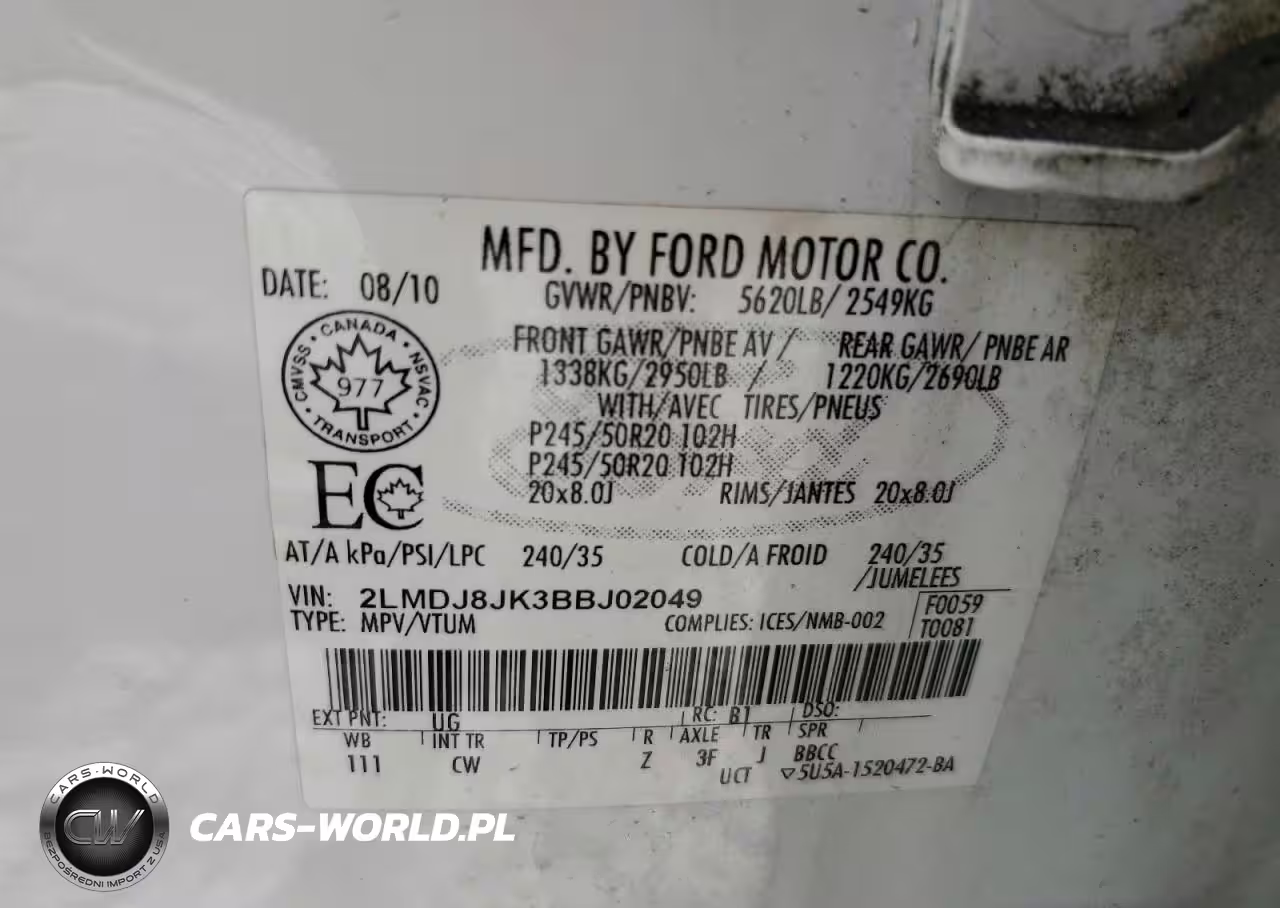 MFD. BY FORD MOTOR CO.
DATE: 08/10
GVWR/PNBV: 5620LB/ 2549KG
FRONT GAWR/PNBE AV / REAR GAWR/ PNBE AR
1338KG/2950LB / 1220KG/2690LB
WITH/AVEC TIRES/PNEUS
P245/50R20 102H
P245/50R20 102H
20x8.0J RIMS/JANTES 20x8.0J
CMVSS • CANADA • NSVAC • TRANSPORT •
977
EC
AT/A kPa/PSI/LPC 240/35 COLD/A FROID 240/35
/JUMELEES
VIN: 2LMDJ8JK3BBJ02049
F0059
TYPE: MPV/VTUM COMPLIES: ICES/NMB-002
T0081
EXT PNT: UG RC: B1 DSO:
WB INT TR TP/PS R AXLE TR SPR
111 CW Z 3F J BBCC
UCT ▽5U5A-1520472-BA
CARS-WORLD
CW
BEZPOŚREDNI IMPORT Z USA
CARS-WORLD.PL